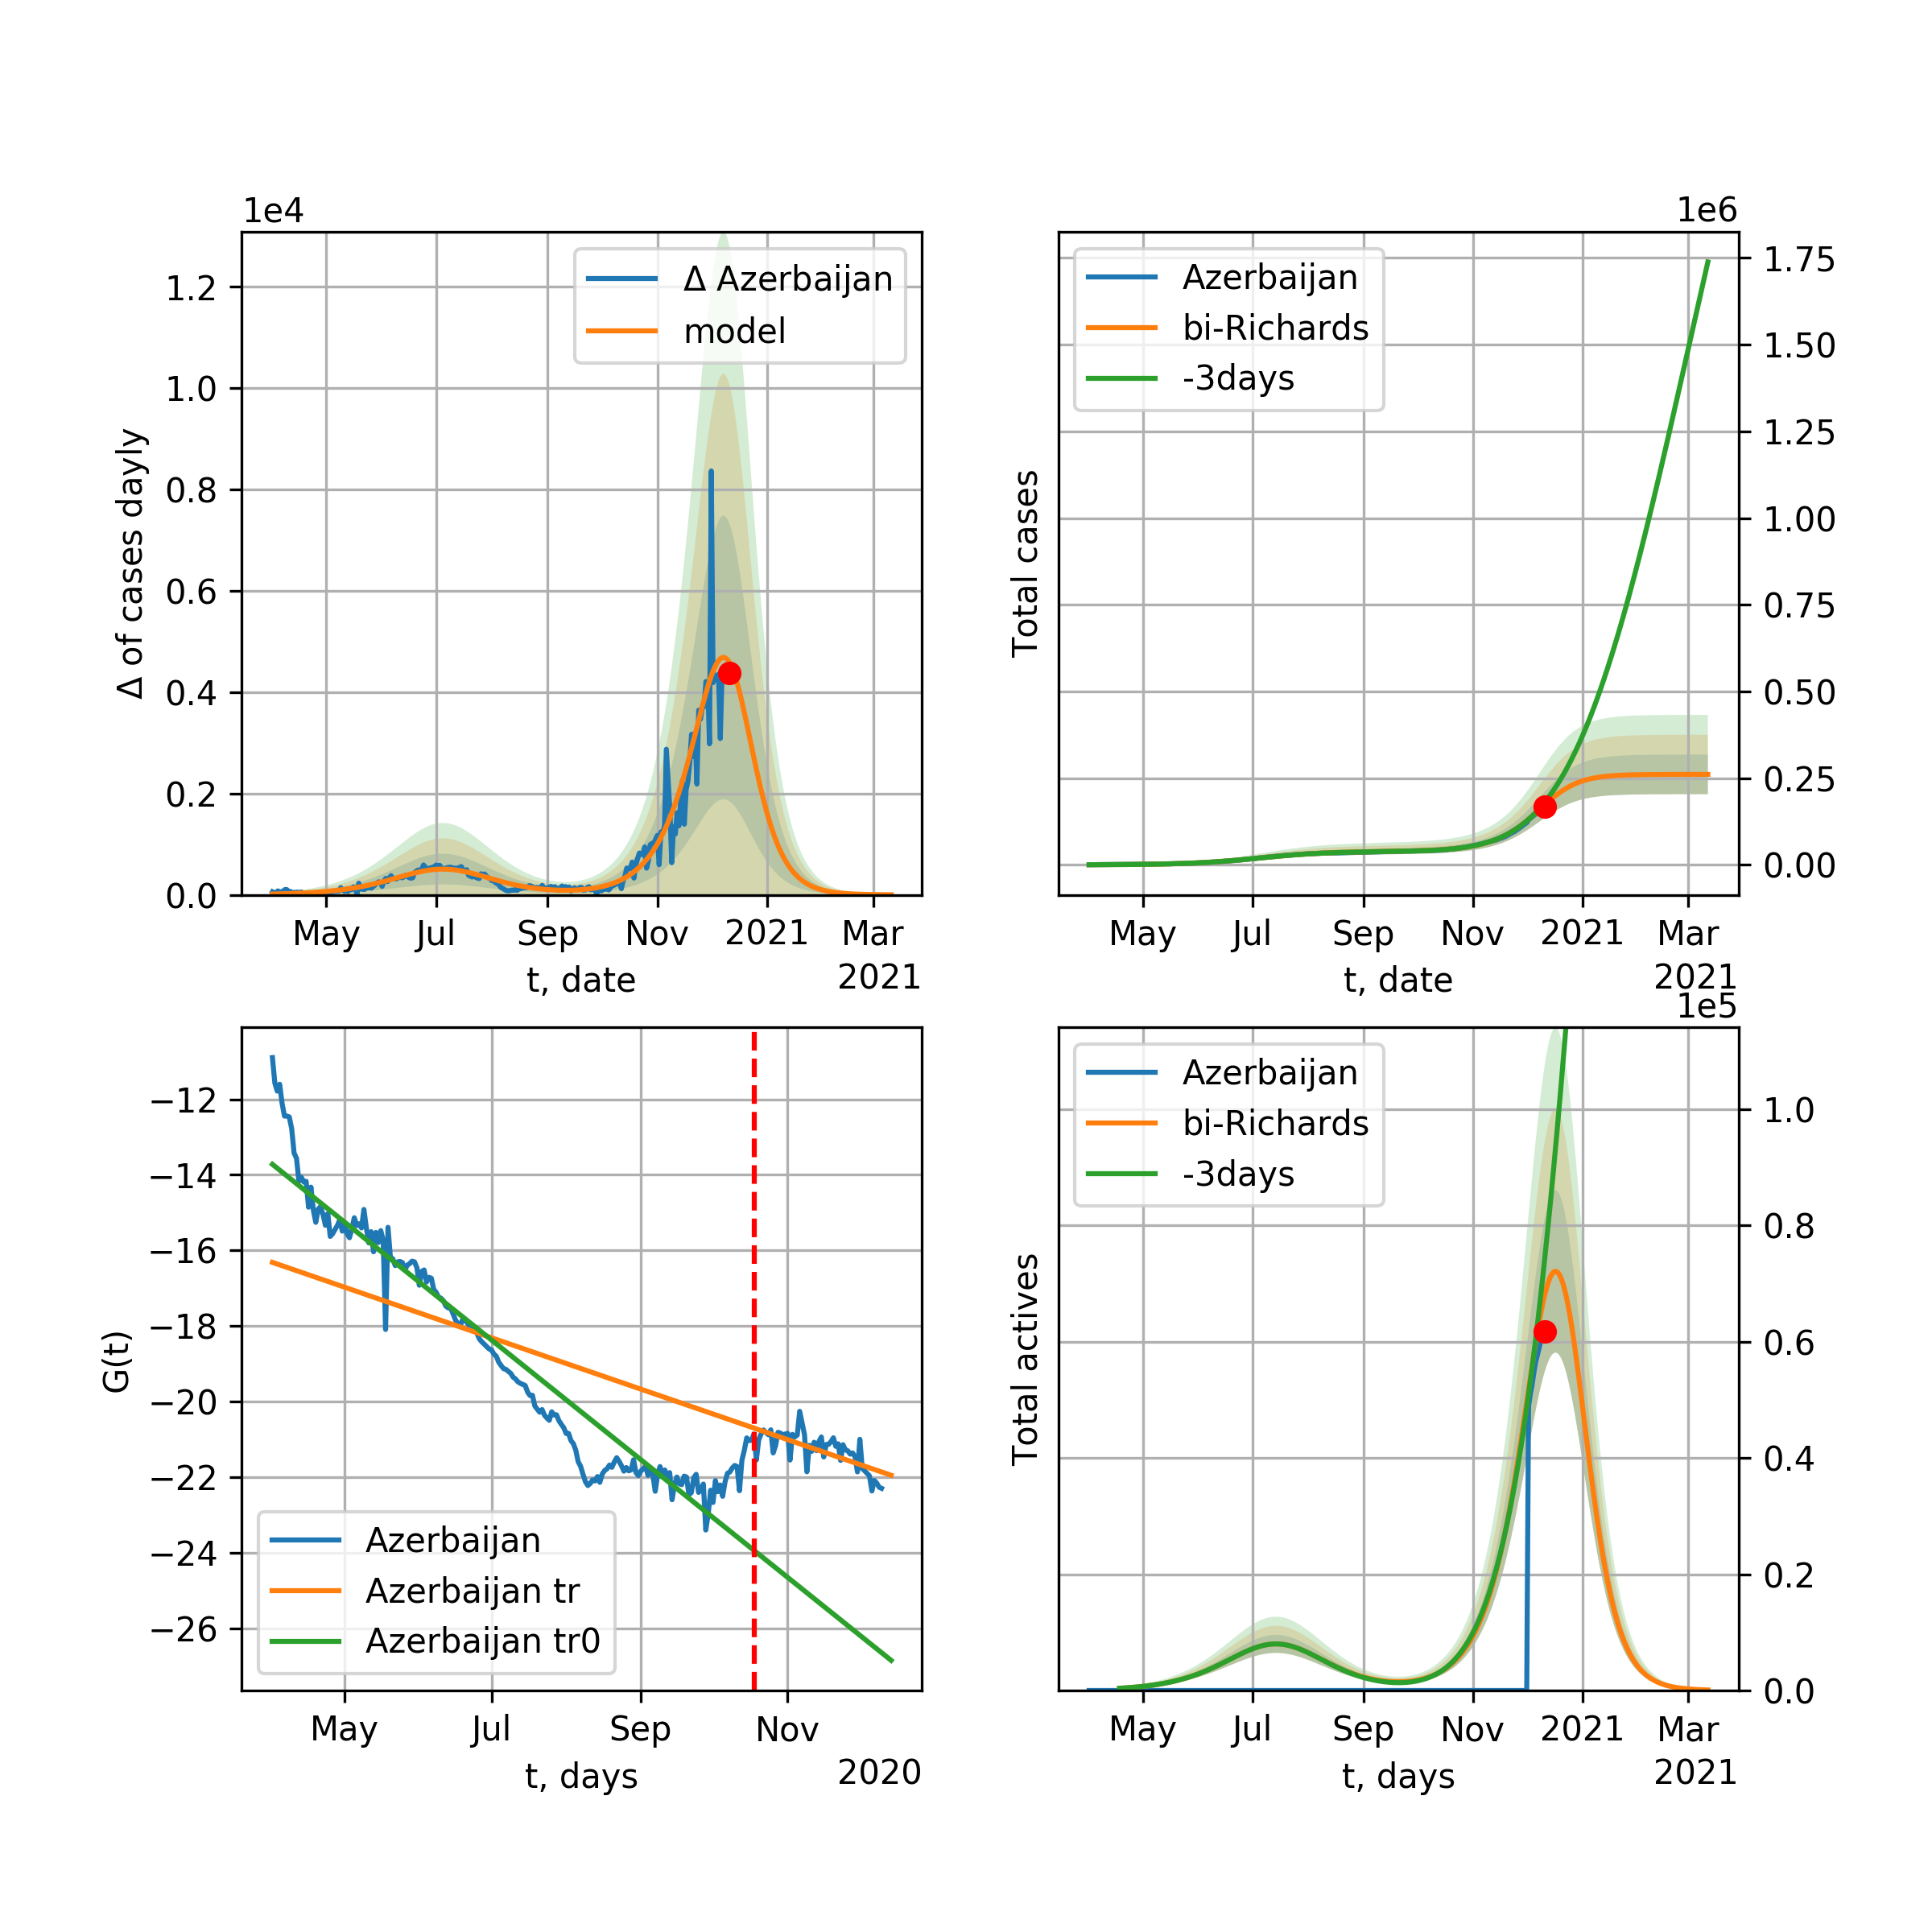 1e4
Δ of cases dayly
1.2
1.0
0.8
0.6
0.4
0.2
0.0
Δ Azerbaijan
model
May Jul Sep Nov 2021 Mar
t, date 2021
1e6
Total cases
Azerbaijan
bi-Richards
-3days
1.75
1.50
1.25
1.00
0.75
0.50
0.25
0.00
May Jul Sep Nov 2021 Mar
t, date 2021
G(t)
−12
−14
−16
−18
−20
−22
−24
−26
Azerbaijan
Azerbaijan tr
Azerbaijan tr0
May Jul Sep Nov
t, days 2020
1e5
Total actives
Azerbaijan
bi-Richards
-3days
1.0
0.8
0.6
0.4
0.2
0.0
May Jul Sep Nov 2021 Mar
t, days 2021